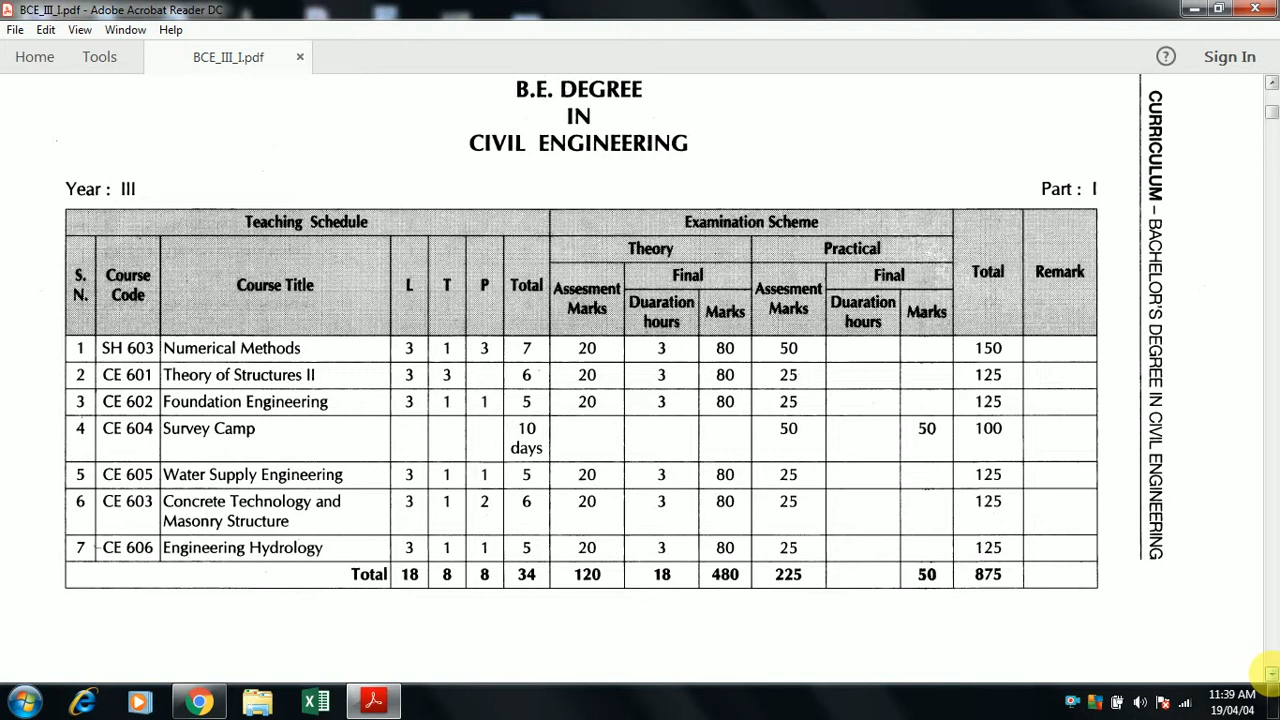 BCE_III_I.pdf - Adobe Acrobat Reader DC
File Edit View Window Help
Home Tools BCE_III_I.pdf × ? Sign In
B.E. DEGREE
IN
CIVIL ENGINEERING
Year : III Part : I
Teaching Schedule Examination Scheme
Theory Practical
S. N. Course Code Course Title L T P Total Assesment Marks Final Duaration hours Marks Assesment Marks Final Duaration hours Marks Total Remark
1 SH 603 Numerical Methods 3 1 3 7 20 3 80 50 150
2 CE 601 Theory of Structures II 3 3 6 20 3 80 25 125
3 CE 602 Foundation Engineering 3 1 1 5 20 3 80 25 125
4 CE 604 Survey Camp 10 50 50 100
days
5 CE 605 Water Supply Engineering 3 1 1 5 20 3 80 25 125
6 CE 603 Concrete Technology and 3 1 2 6 20 3 80 25 125
Masonry Structure
7 CE 606 Engineering Hydrology 3 1 1 5 20 3 80 25 125
Total 18 8 8 34 120 18 480 225 50 875
CURRICULUM – BACHELOR'S DEGREE IN CIVIL ENGINEERING
11:39 AM
19/04/04